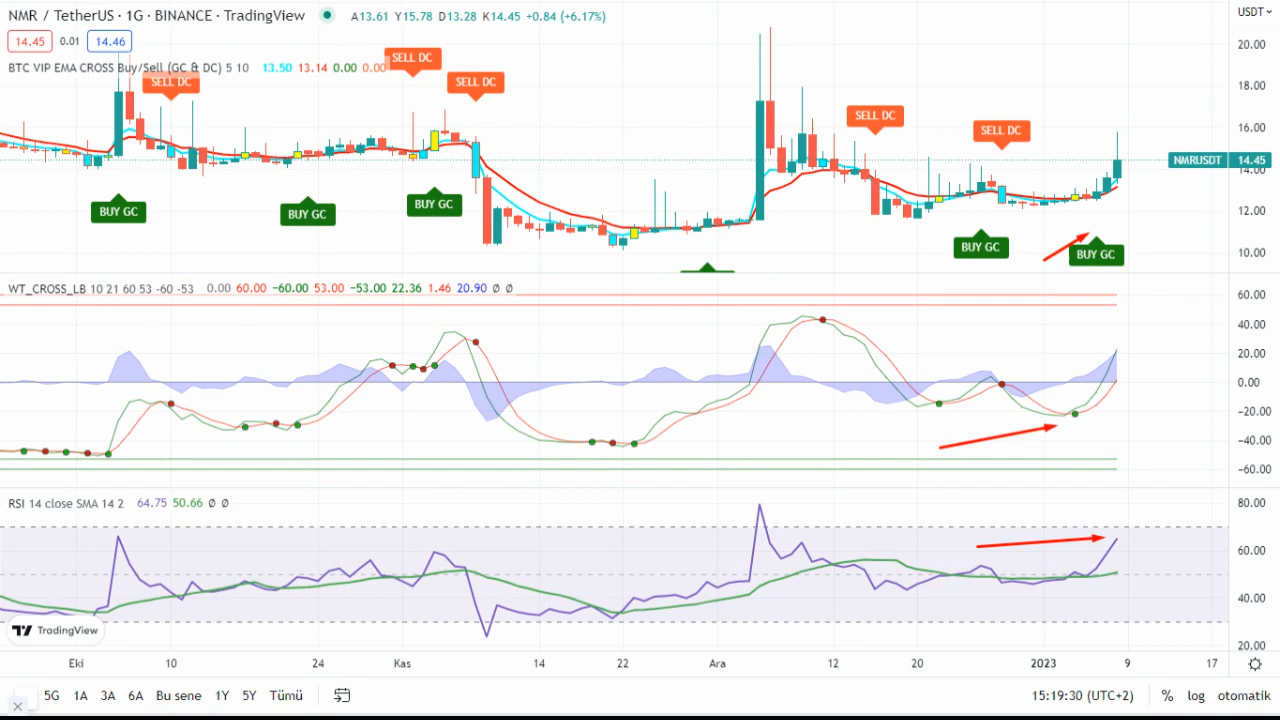 NMR / TetherUS · 1G · BINANCE · TradingView A13.61 Y15.78 D13.28 K14.45 +0.84 (+6.17%)
USDT
14.45 0.01 14.46
BTC VIP EMA CROSS Buy/Sell (GC & DC) 5 10 13.50 13.14 0.00 0.00
SELL DC
SELL DC
SELL DC
SELL DC
SELL DC
BUY GC
BUY GC
BUY GC
BUY GC
BUY GC
20.00
18.00
16.00
NMRUSDT 14.45
14.00
12.00
10.00
WT_CROSS_LB 10 21 60 53 -60 -53 0.00 60.00 −60.00 53.00 −53.00 22.36 1.46 20.90 Ø Ø
60.00
40.00
20.00
0.00
−20.00
−40.00
−60.00
RSI 14 close SMA 14 2 64.75 50.66 Ø Ø
80.00
60.00
40.00
20.00
TradingView
Eki 10 24 Kas 14 22 Ara 12 20 2023 9 17
5G 1A 3A 6A Bu sene 1Y 5Y Tümü 15:19:30 (UTC+2) % log otomatik